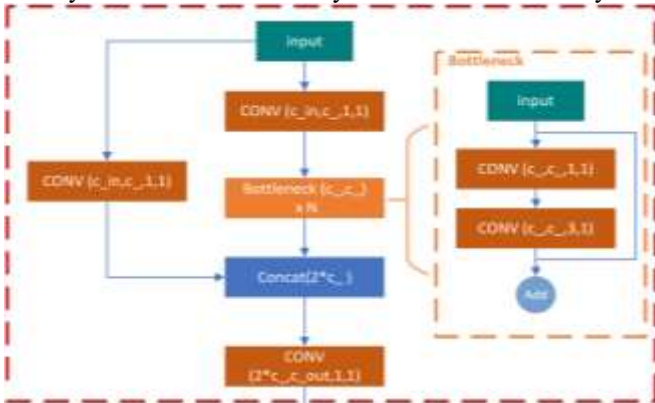 input
CONV (c_in,c_,1,1)
CONV (c_in,c_,1,1)
Bottleneck (c_,c_)
x N
Concat(2*c_ )
CONV
(2*c_,c_out,1,1)
Bottleneck
input
CONV (c_,c_,1,1)
CONV (c_,c_,3,1)
Add